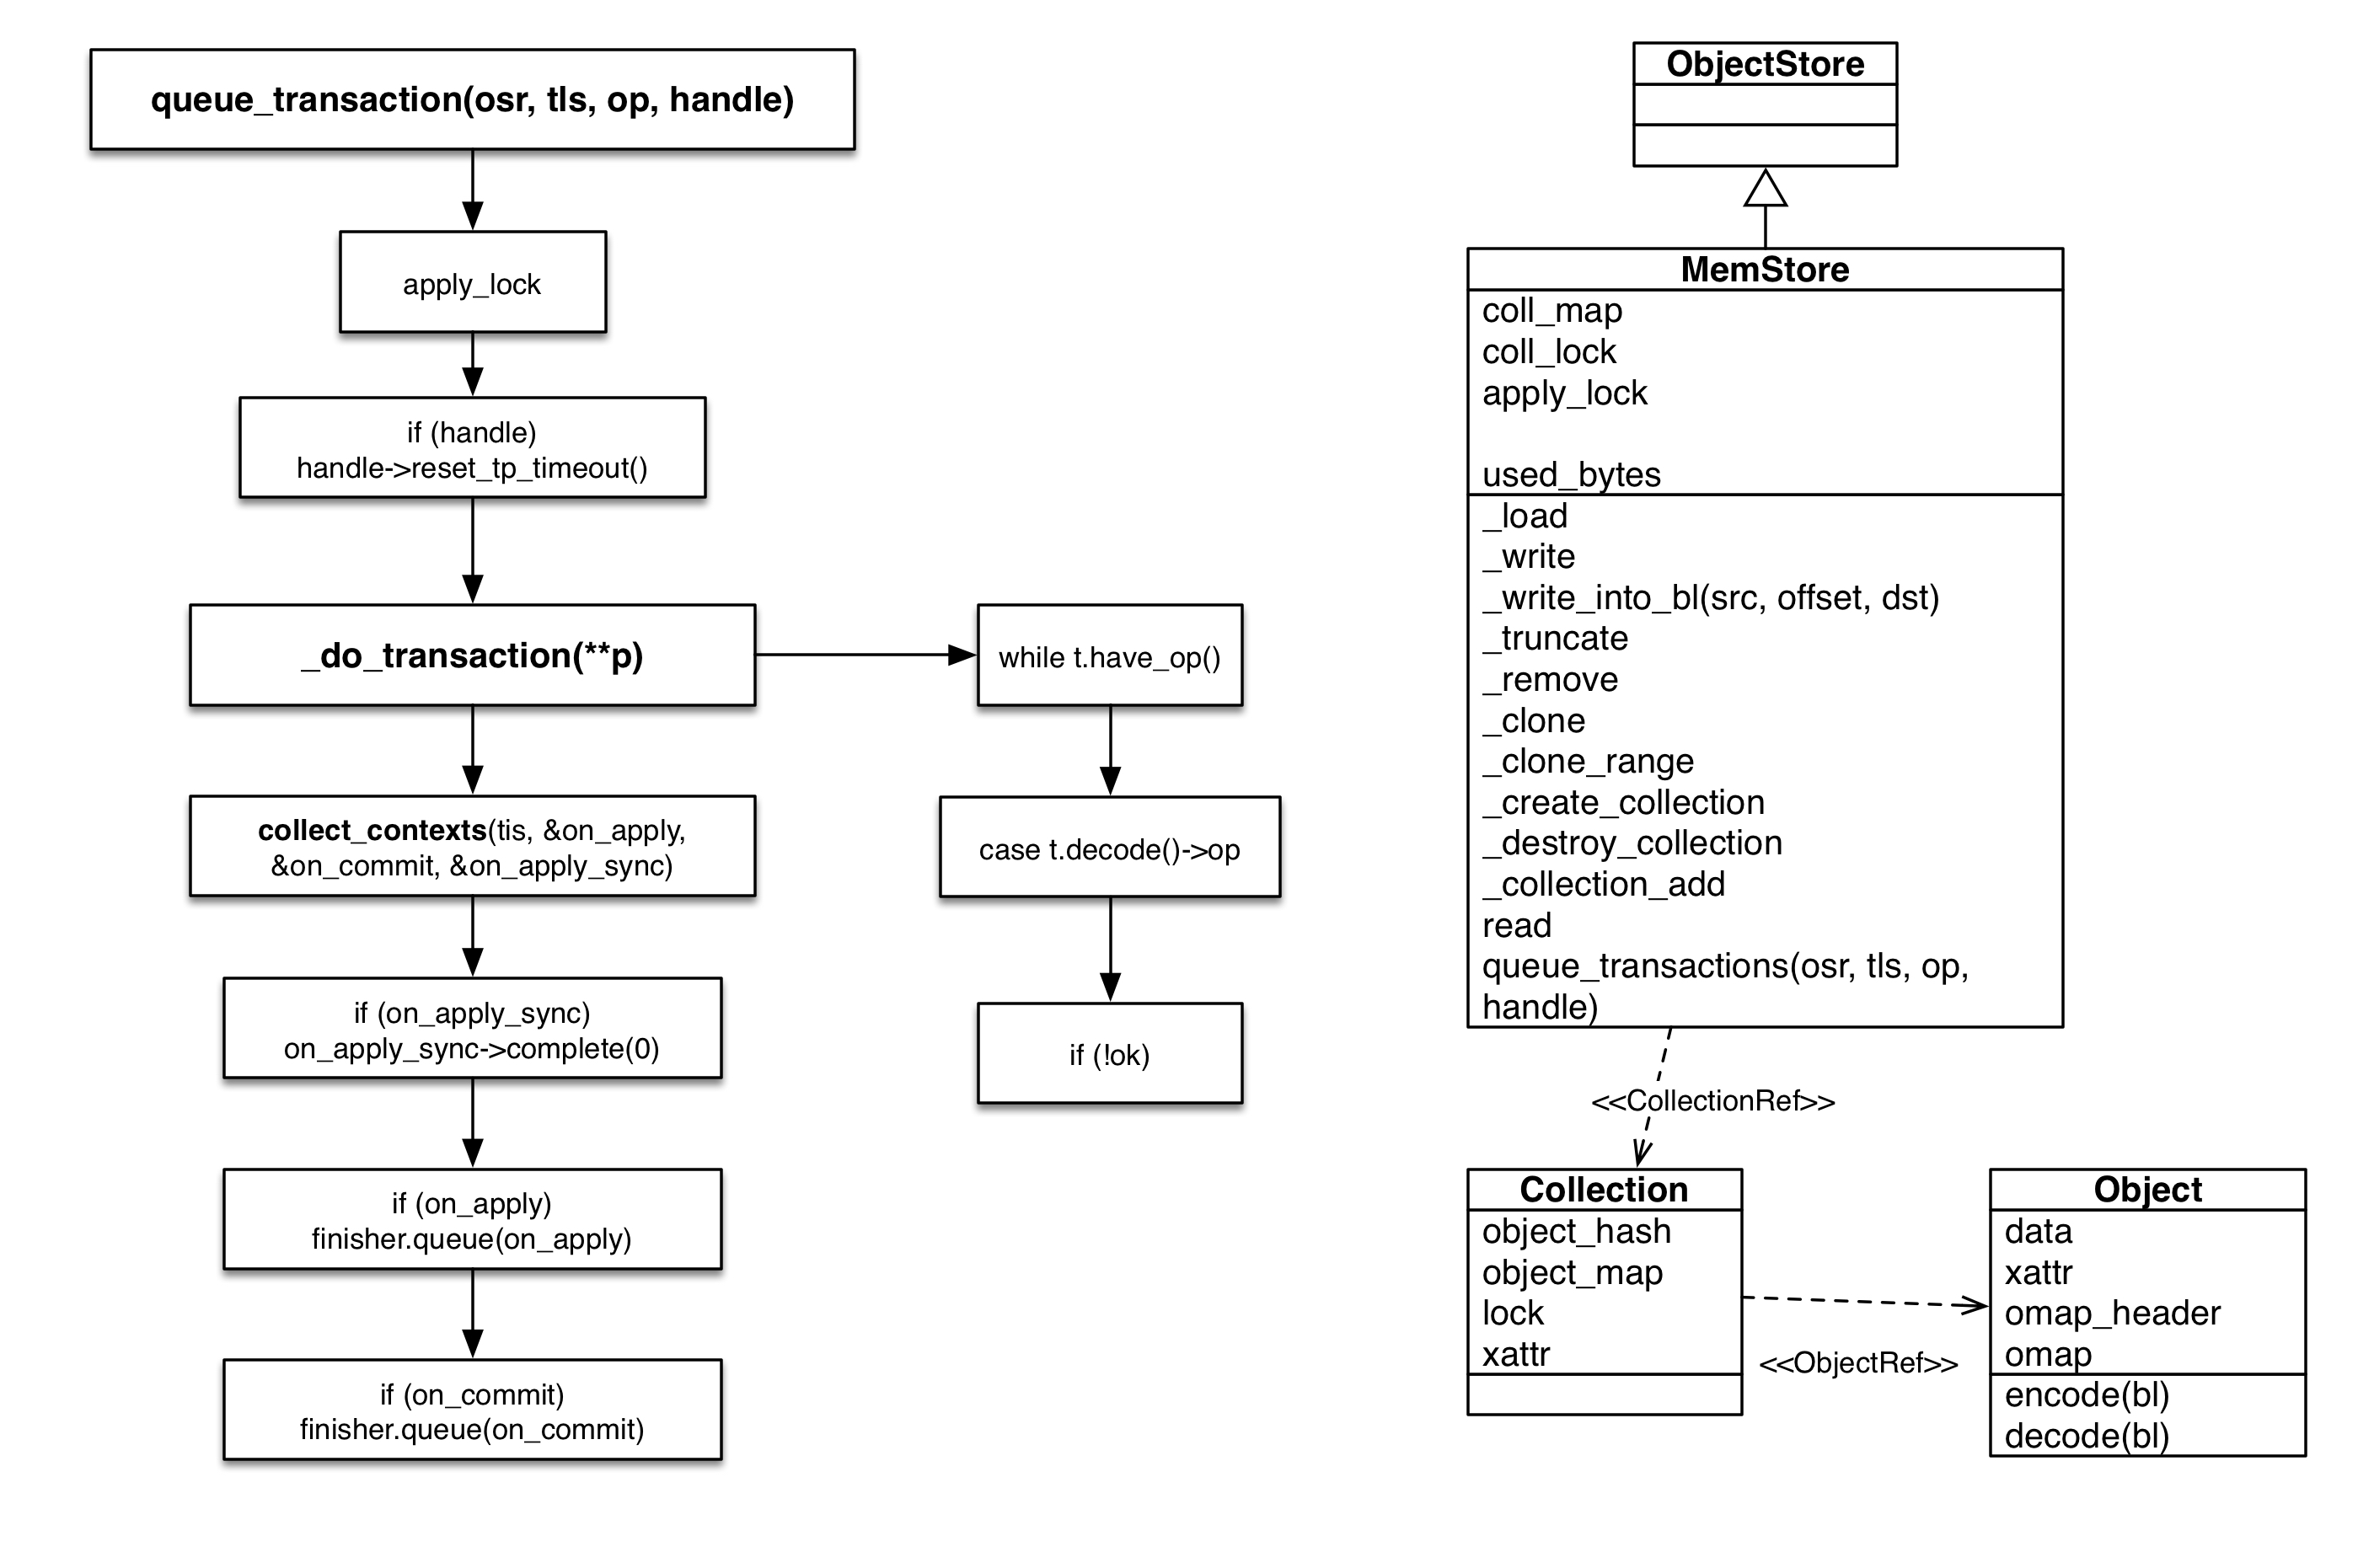 queue_transaction(osr, tls, op, handle)
apply_lock
if (handle)
handle->reset_tp_timeout()
_do_transaction(**p)
collect_contexts(tis, &on_apply,
&on_commit, &on_apply_sync)
if (on_apply_sync)
on_apply_sync->complete(0)
if (on_apply)
finisher.queue(on_apply)
if (on_commit)
finisher.queue(on_commit)
while t.have_op()
case t.decode()->op
if (!ok)
ObjectStore
MemStore
coll_map
coll_lock
apply_lock
used_bytes
_load
_write
_write_into_bl(src, offset, dst)
_truncate
_remove
_clone
_clone_range
_create_collection
_destroy_collection
_collection_add
read
queue_transactions(osr, tls, op,
handle)
<<CollectionRef>>
Collection
object_hash
object_map
lock
xattr
<<ObjectRef>>
Object
data
xattr
omap_header
omap
encode(bl)
decode(bl)